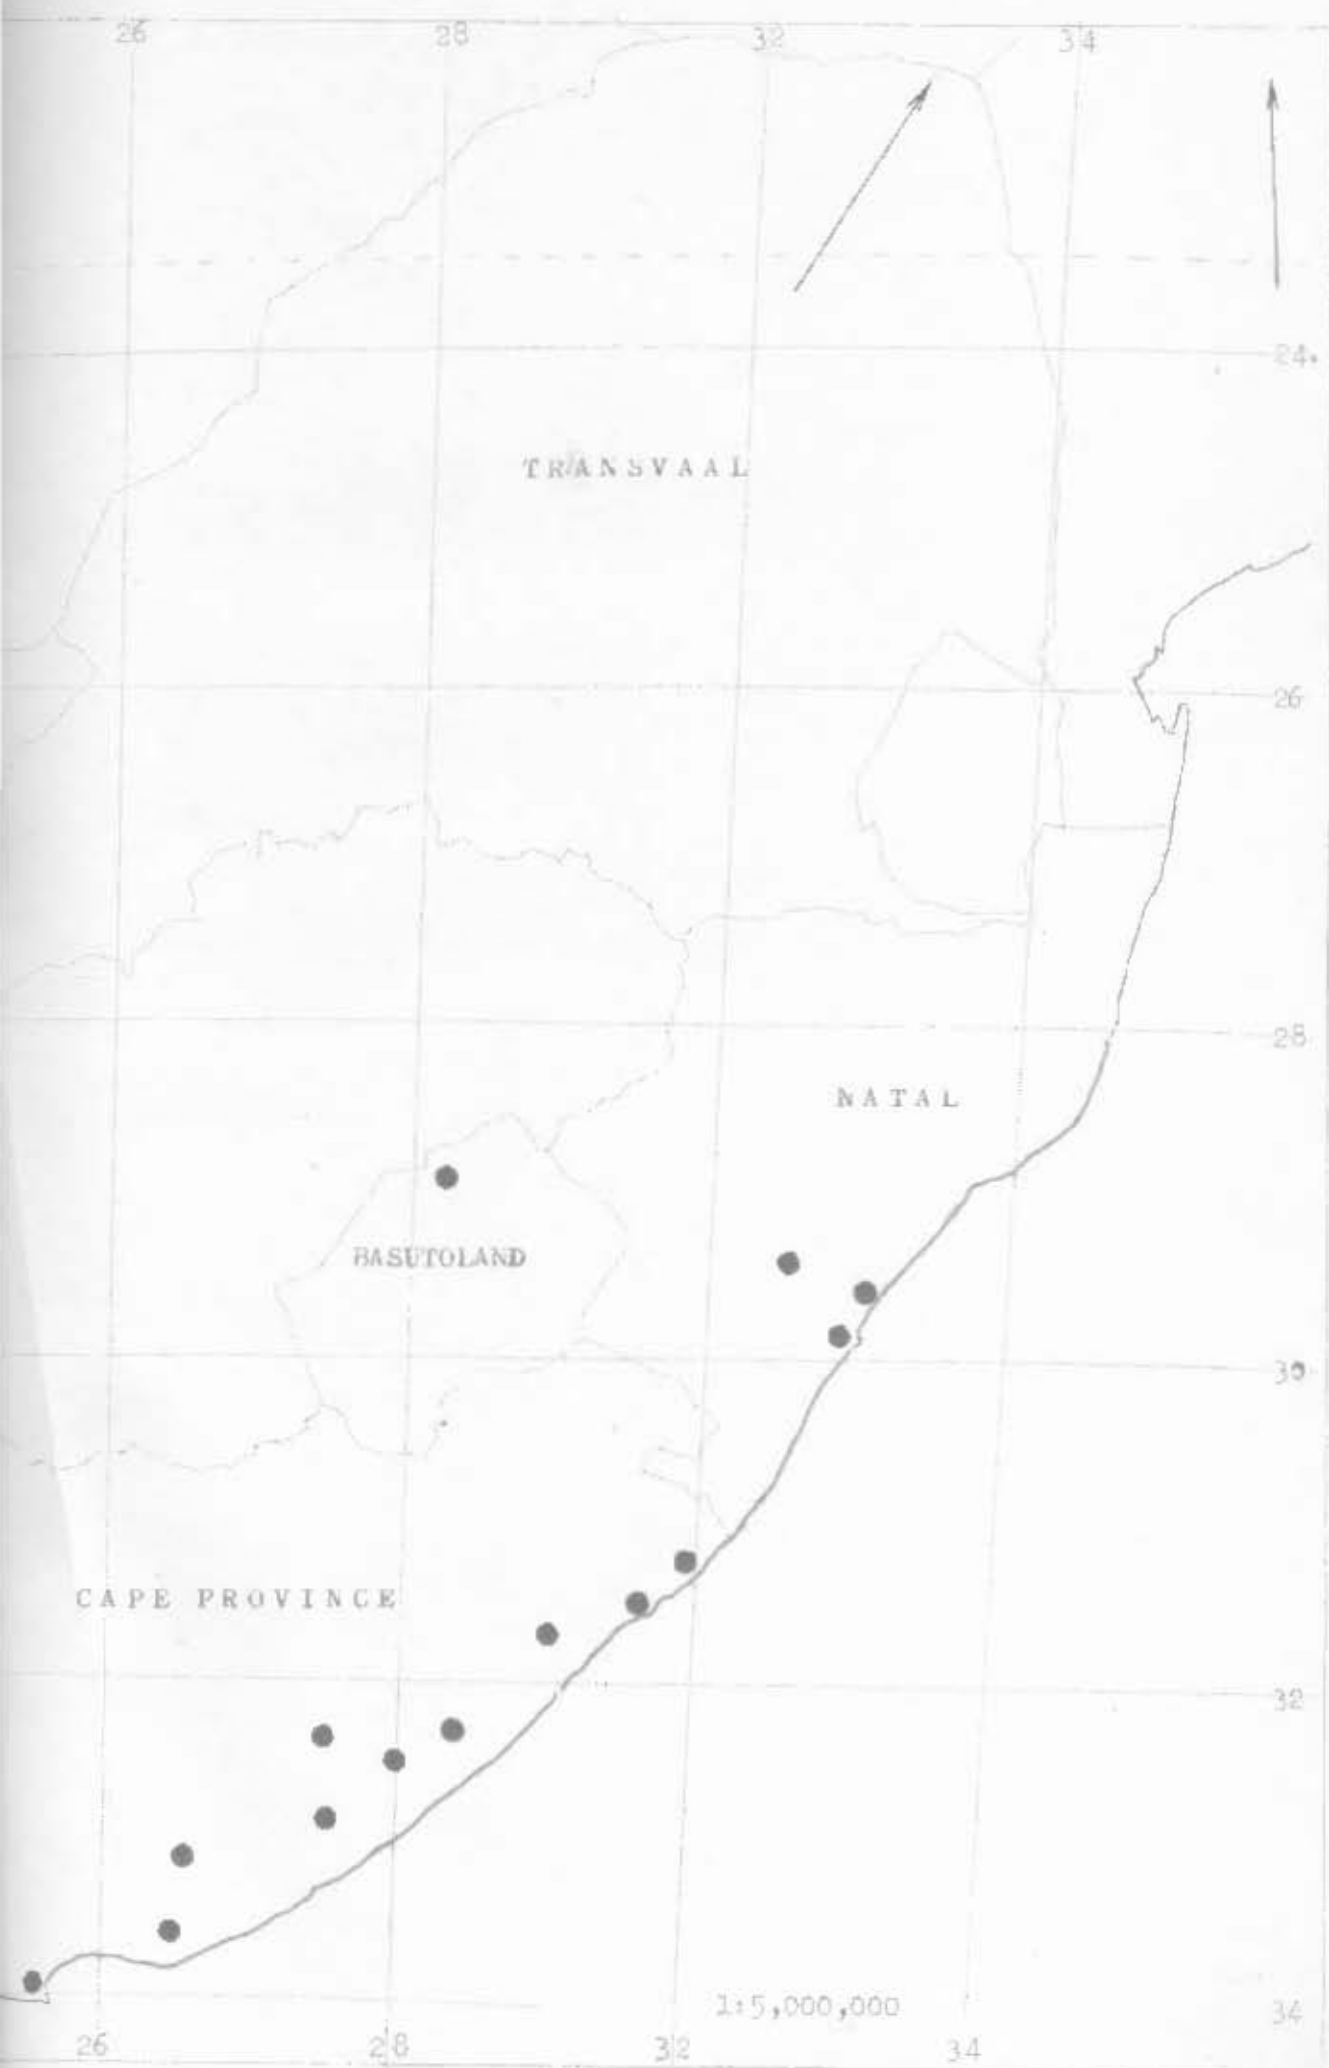 26 28 32 34
24.
TRANSVAAL
26
28
NATAL
BASUTOLAND
30
CAPE PROVINCE
32
1:5,000,000
34
26 28 32 34